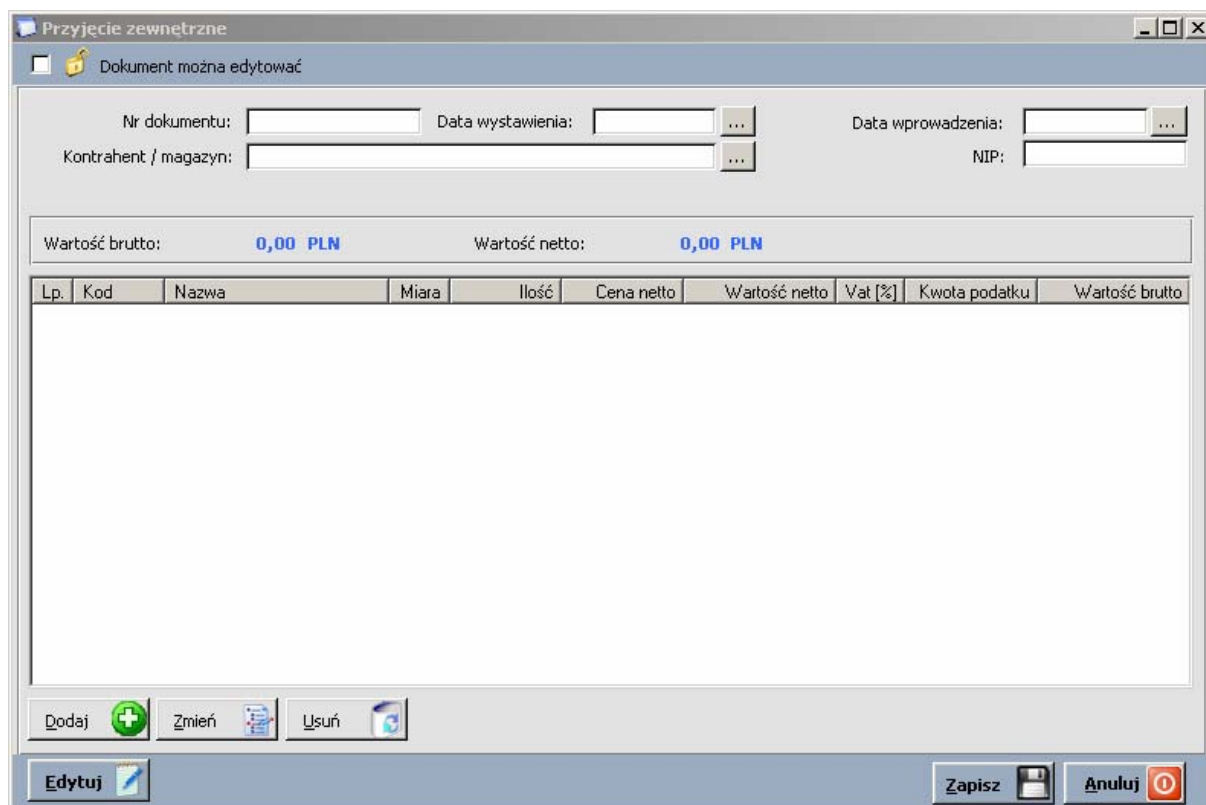 Przyjęcie zewnętrzne
Dokument można edytować
Nr dokumentu: Data wystawienia: ... Data wprowadzenia: ...
Kontrahent / magazyn: ... NIP:
Wartość brutto: 0,00 PLN Wartość netto: 0,00 PLN
Lp. Kod Nazwa Miara Ilość Cena netto Wartość netto Vat [%] Kwota podatku Wartość brutto
Dodaj Zmień Usuń
Edytuj Zapisz Anuluj